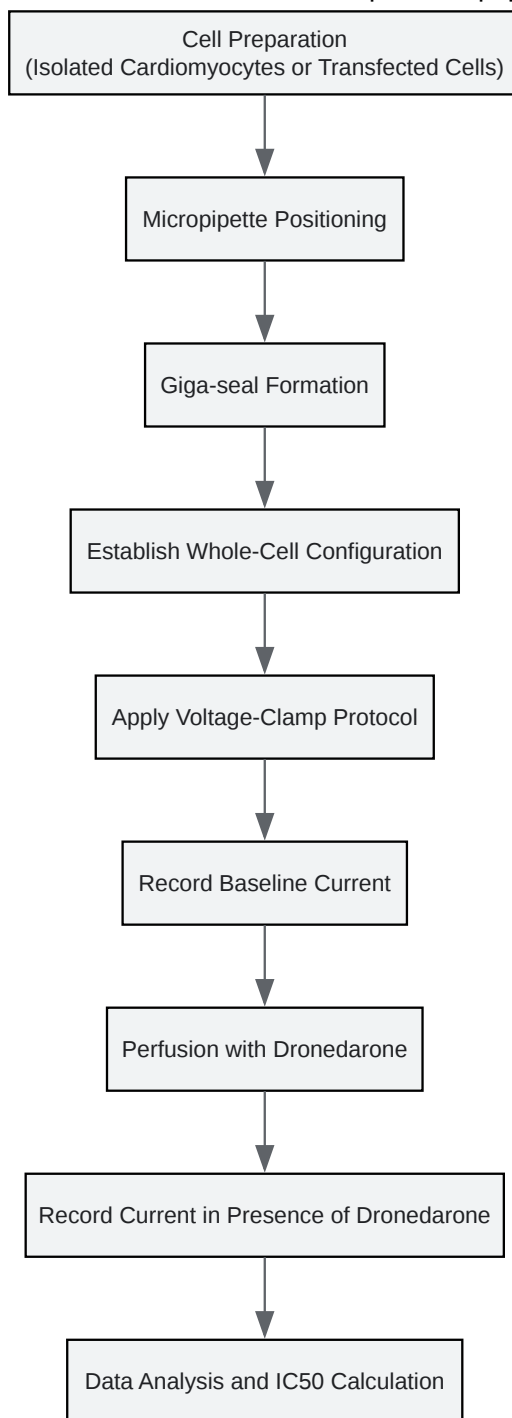 Cell Preparation
(Isolated Cardiomyocytes or Transfected Cells)
Micropipette Positioning
Giga-seal Formation
Establish Whole-Cell Configuration
Apply Voltage-Clamp Protocol
Record Baseline Current
Perfusion with Dronedarone
Record Current in Presence of Dronedarone
Data Analysis and IC50 Calculation